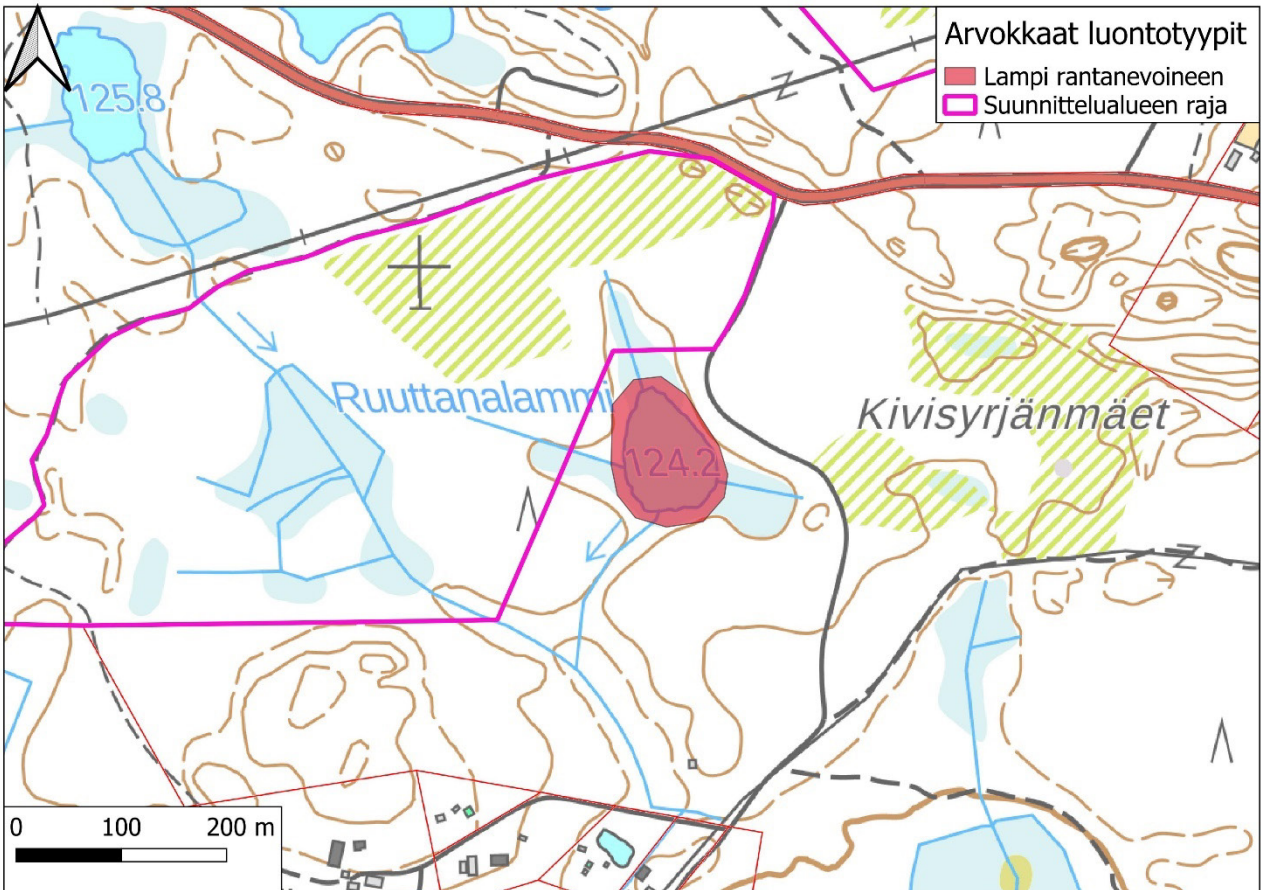 Arvokkaat luontotyypit
Lampi rantanevoineen
Suunnittelualueen raja
125.8
Ruuttanalammi
124.2
Kivisyrjänmäet
0 100 200 m